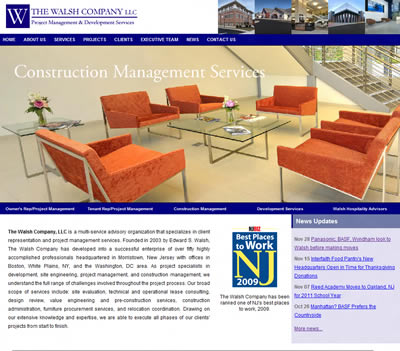 W THE WALSH COMPANY LLC
Project Management & Development Services
HOME ABOUT US SERVICES PROJECTS CLIENTS EXECUTIVE TEAM NEWS CONTACT US
Construction Management Services
Owner's Rep/Project Management Tenant Rep/Project Management Construction Management Development Services Walsh Hospitality Advisors
The Walsh Company, LLC is a multi-service advisory organization that specializes in client
representation and project management services. Founded in 2003 by Edward S. Walsh,
The Walsh Company has developed into a successful enterprise of over fifty highly
accomplished professionals headquartered in Morristown, New Jersey with offices in
Boston, White Plains, NY, and the Washington, DC area. As project specialists in
development, site engineering, project management, and construction management, we
understand the full range of challenges involved throughout the project process. Our broad
scope of services include: site evaluation, technical and operational lease consulting,
design review, value engineering and pre-construction services, construction
administration, furniture procurement services, and relocation coordination. Drawing on
our extensive knowledge and expertise, we are able to execute all phases of our clients'
projects from start to finish.
NJBIZ
Best Places
to Work
NJ
2009
The Walsh Company has been
ranked one of NJ's best places
to work, 2009
News Updates
Nov 28 Panasonic, BASF, Wyndham loon to
Walsh before making moves
Nov 15 Interfaith Food Pantry's New
Headquarters Open in Time for Thanksgiving
Donations
Nov 07 Reed Academy Moves to Oakland, NJ
for 2011 School Year
Oct 26 Manhattan? BASF Prefers the
Countryside
More news...